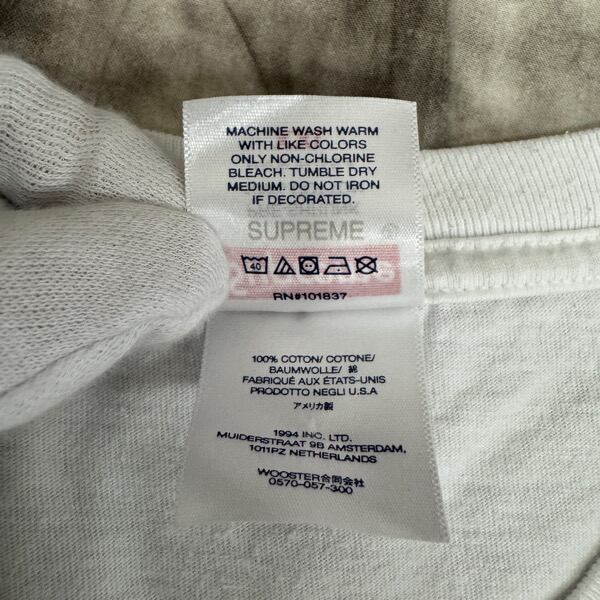 MACHINE WASH WARM
WITH LIKE COLORS
ONLY NON-CHLORINE
BLEACH. TUMBLE DRY
MEDIUM. DO NOT IRON
IF DECORATED.
SUPREME
40
RN#101837
100% COTTON/ COTONE/
BAUMWOLLE/ 綿
FABRIQUÉ AUX ÉTATS-UNIS
PRODOTTO NEGLI U.S.A
アメリカ製
1994 INC. LTD.
MUIDERSTRAAT 9B AMSTERDAM,
1011PZ NETHERLANDS
WOOSTER合同会社
0570-057-300